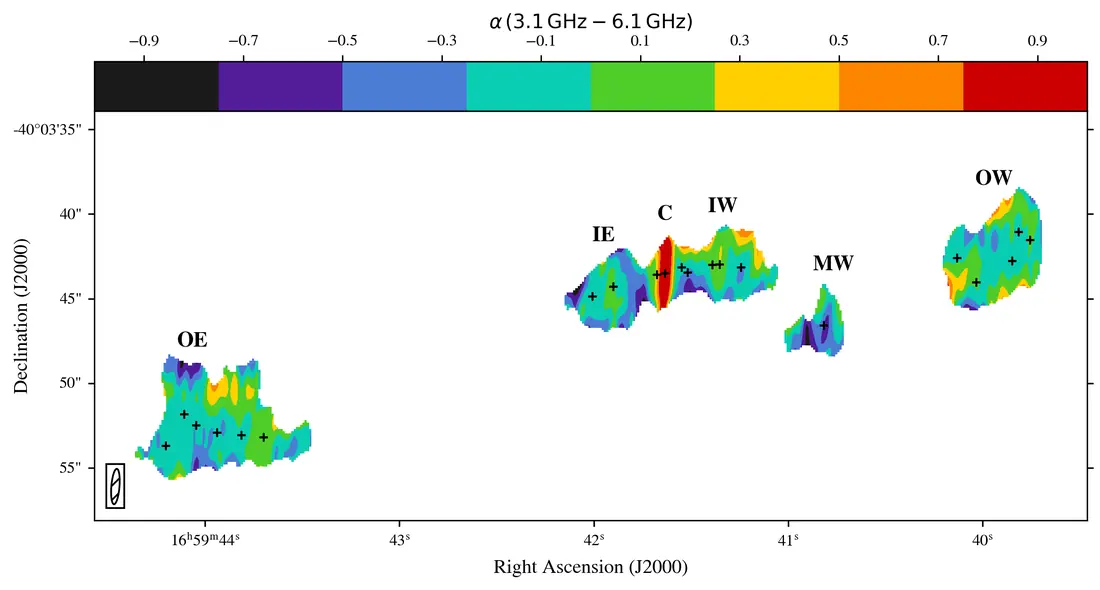 α (3.1 GHz − 6.1 GHz)
−0.9 −0.7 −0.5 −0.3 −0.1 0.1 0.3 0.5 0.7 0.9
-40°03'35"
OW
40"
IW
C
IE
MW
45"
OE
50"
55"
Declination (J2000)
16ʰ59ᵐ44ˢ 43ˢ 42ˢ 41ˢ 40ˢ
Right Ascension (J2000)